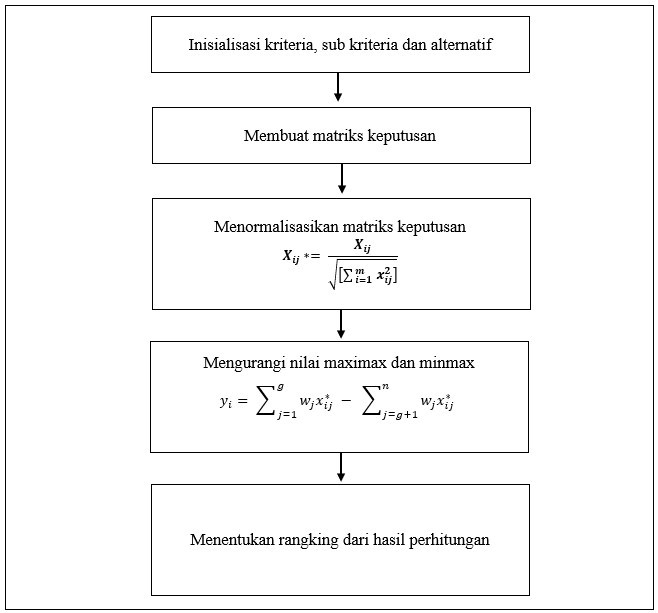 Inisialisasi kriteria, sub kriteria dan alternatif
Membuat matriks keputusan
Menormalisasikan matriks keputusan
X_{ij} *= \frac{X_{ij}}{\sqrt{[\sum_{i=1}^{m} x_{ij}^{2}]}}
Mengurangi nilai maximax dan minmax
y_i = \sum_{j=1}^{g} w_j x_{ij}^{*} - \sum_{j=g+1}^{n} w_j x_{ij}^{*}
Menentukan rangking dari hasil perhitungan